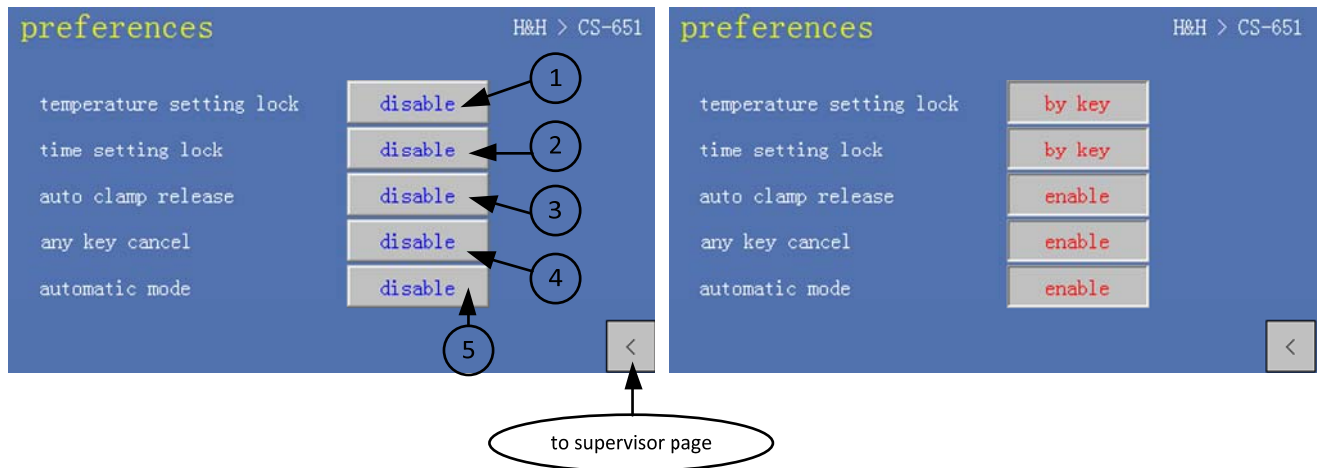 preferences H&H > CS-651
temperature setting lock disable 1
time setting lock disable 2
auto clamp release disable 3
any key cancel disable 4
automatic mode disable
5 <
to supervisor page
preferences H&H > CS-651
temperature setting lock by key
time setting lock by key
auto clamp release enable
any key cancel enable
automatic mode enable
<